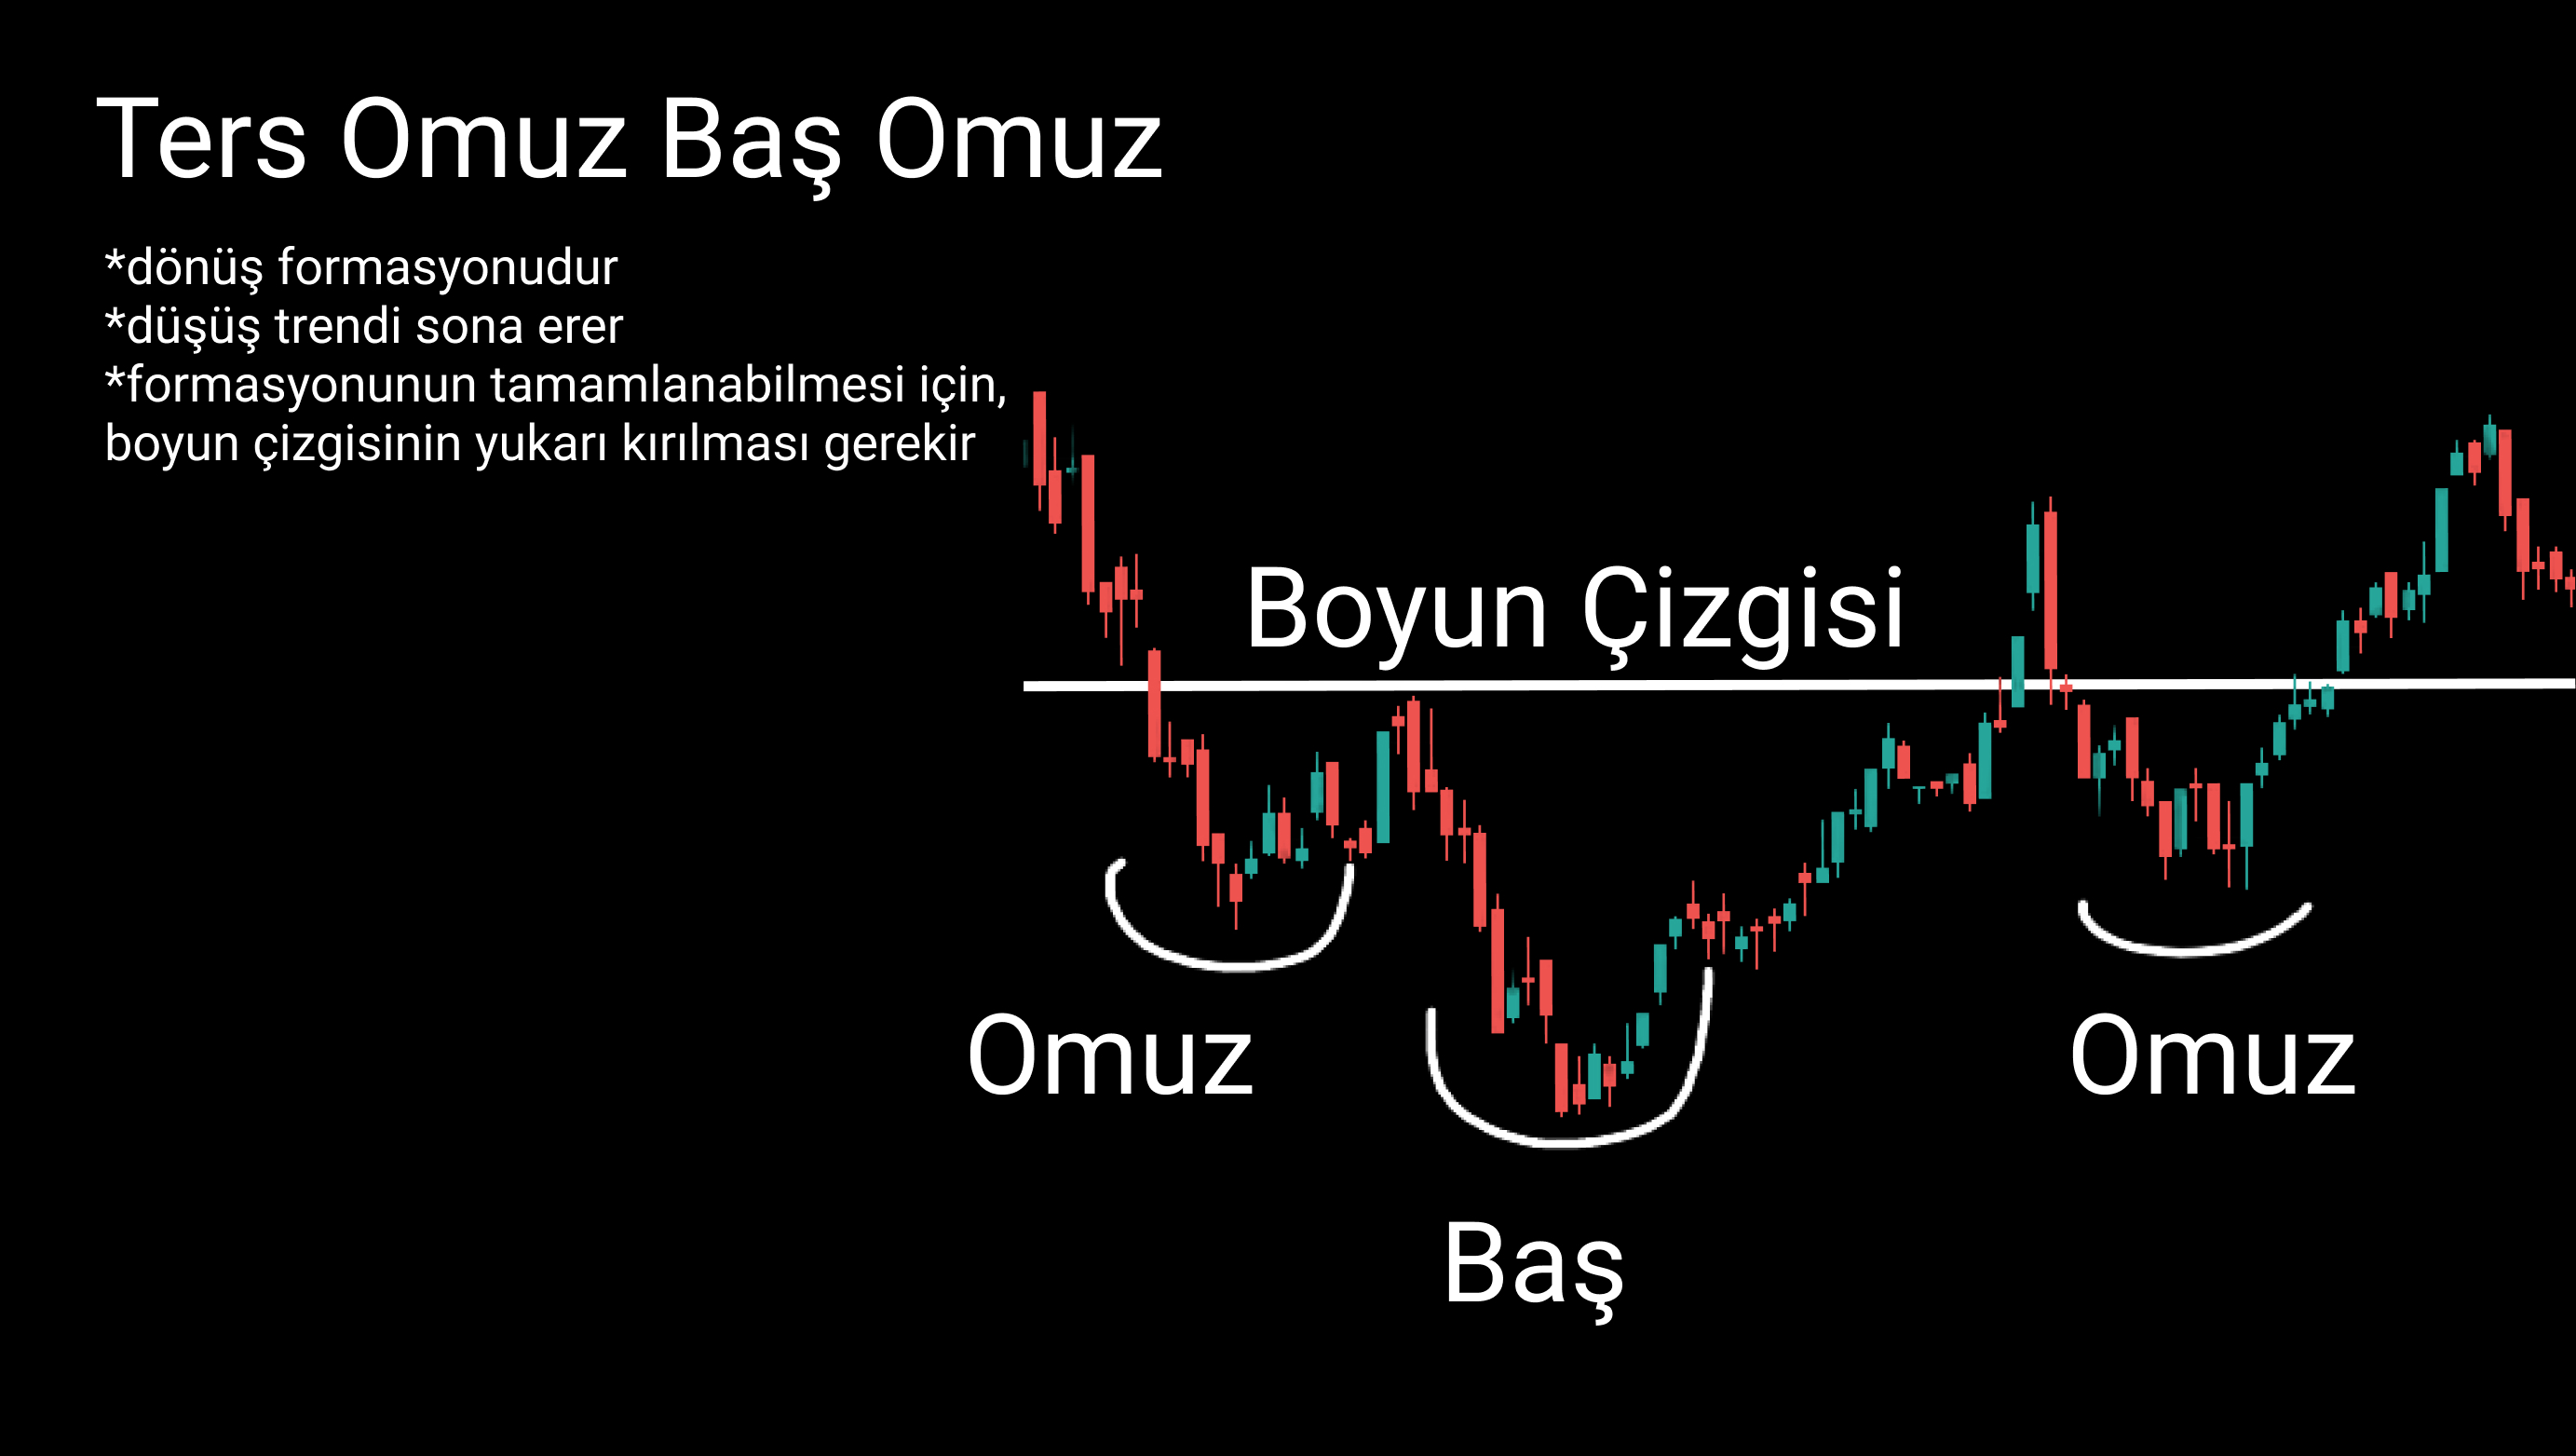 Ters Omuz Baş Omuz
*dönüş formasyonudur
*düşüş trendi sona erer
*formasyonunun tamamlanabilmesi için,
boyun çizgisinin yukarı kırılması gerekir
Boyun Çizgisi
Omuz
Omuz
Baş